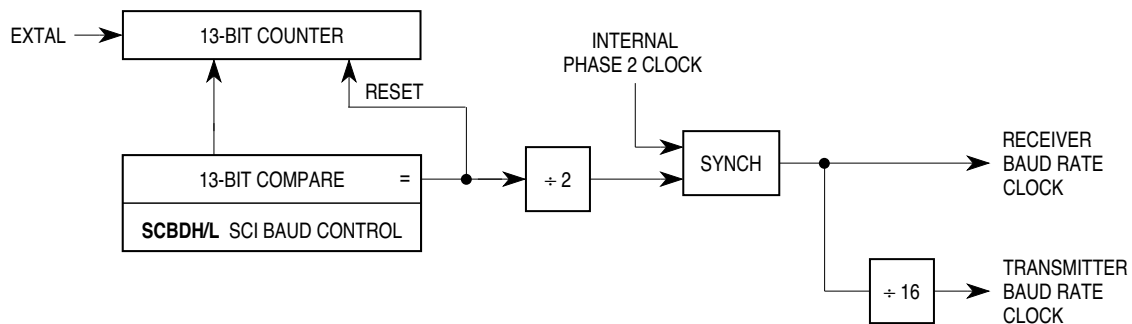 EXTAL
13-BIT COUNTER
INTERNAL
PHASE 2 CLOCK
RESET
13-BIT COMPARE =
SCBDH/L SCI BAUD CONTROL
÷ 2
SYNCH
RECEIVER
BAUD RATE
CLOCK
÷ 16
TRANSMITTER
BAUD RATE
CLOCK